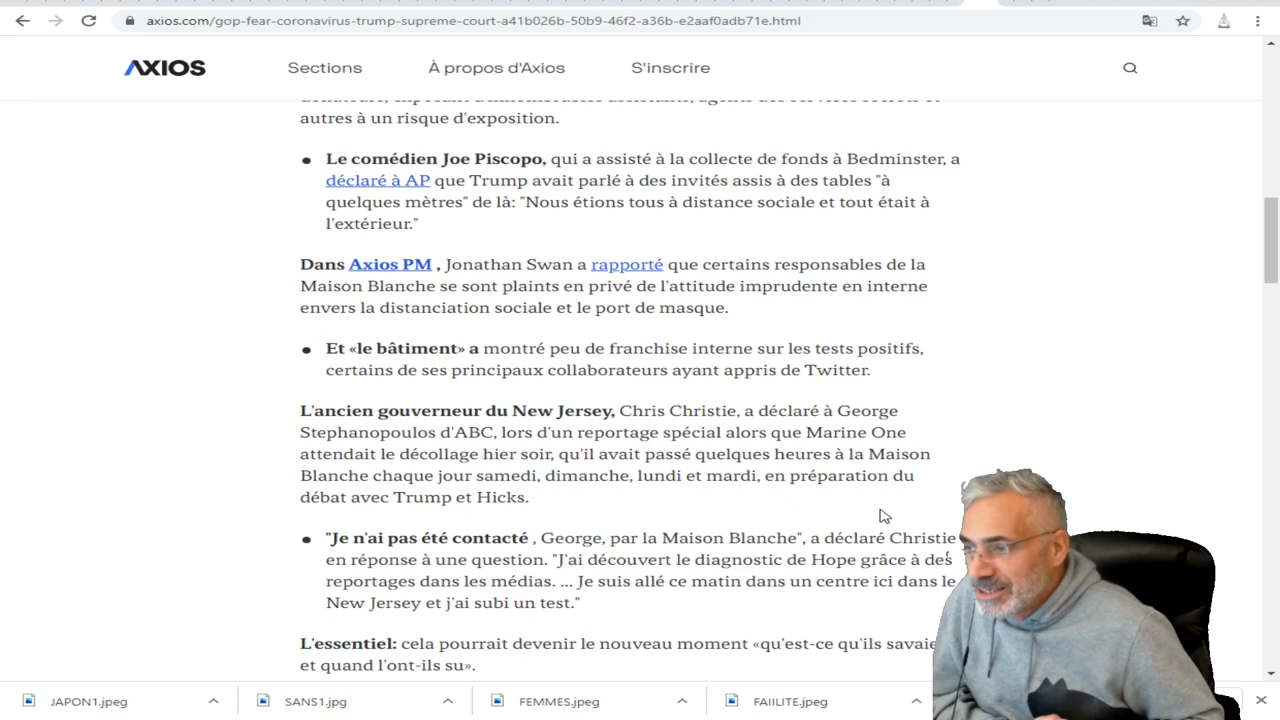 axios.com/gop-fear-coronavirus-trump-supreme-court-a41b026b-50b9-46f2-a36b-e2aaf0adb71e.html
AXIOS Sections À propos d'Axios S'inscrire
autres à un risque d'exposition.
Le comédien Joe Piscopo, qui a assisté à la collecte de fonds à Bedminster, a
déclaré à AP que Trump avait parlé à des invités assis à des tables "à
quelques mètres" de là: "Nous étions tous à distance sociale et tout était à
l'extérieur."
Dans Axios PM , Jonathan Swan a rapporté que certains responsables de la
Maison Blanche se sont plaints en privé de l'attitude imprudente en interne
envers la distanciation sociale et le port de masque.
Et «le bâtiment» a montré peu de franchise interne sur les tests positifs,
certains de ses principaux collaborateurs ayant appris de Twitter.
L'ancien gouverneur du New Jersey, Chris Christie, a déclaré à George
Stephanopoulos d'ABC, lors d'un reportage spécial alors que Marine One
attendait le décollage hier soir, qu'il avait passé quelques heures à la Maison
Blanche chaque jour samedi, dimanche, lundi et mardi, en préparation du
débat avec Trump et Hicks.
"Je n'ai pas été contacté , George, par la Maison Blanche", a déclaré Christie
en réponse à une question. "J'ai découvert le diagnostic de Hope grâce à des
reportages dans les médias. ... Je suis allé ce matin dans un centre ici dans le
New Jersey et j'ai subi un test."
L'essentiel: cela pourrait devenir le nouveau moment «qu'est-ce qu'ils
et quand l'ont-ils su».
JAPON1.jpeg SANS1.jpg FEMMES.jpeg FAIILITE.jpeg